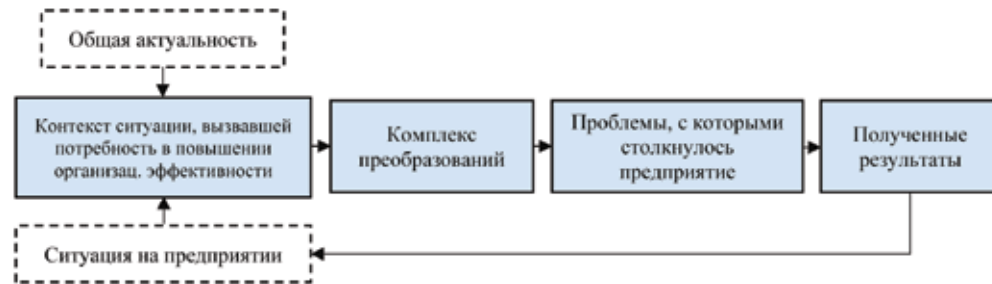 Общая актуальность
Контекст ситуации, вызвавшей
потребность в повышении
организац. эффективности
Комплекс
преобразований
Проблемы, с которыми
столкнулось
предприятие
Полученные
результаты
Ситуация на предприятии